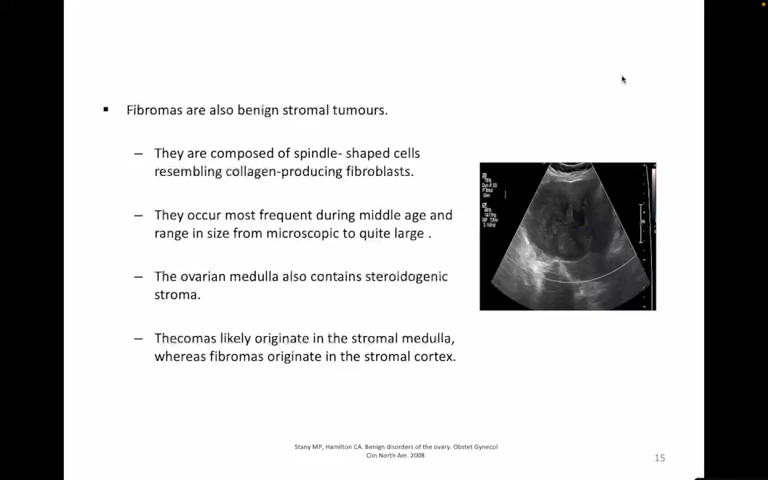 Fibromas are also benign stromal tumours.
– They are composed of spindle- shaped cells
resembling collagen-producing fibroblasts.
– They occur most frequent during middle age and
range in size from microscopic to quite large .
– The ovarian medulla also contains steroidogenic
stroma.
– Thecomas likely originate in the stromal medulla,
whereas fibromas originate in the stromal cortex.
Stany MP, Hamilton CA. Benign disorders of the ovary. Obstet Gynecol
Clin North Am. 2008
15